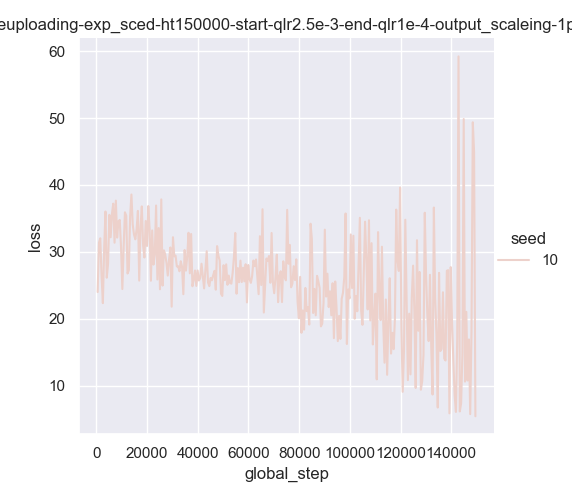 euploading-exp_sced-ht150000-start-qlr2.5e-3-end-qlr1e-4-output_scaleing-1p
60
50
40
30
20
10
loss
seed
10
0 20000 40000 60000 80000 100000 120000 140000
global_step